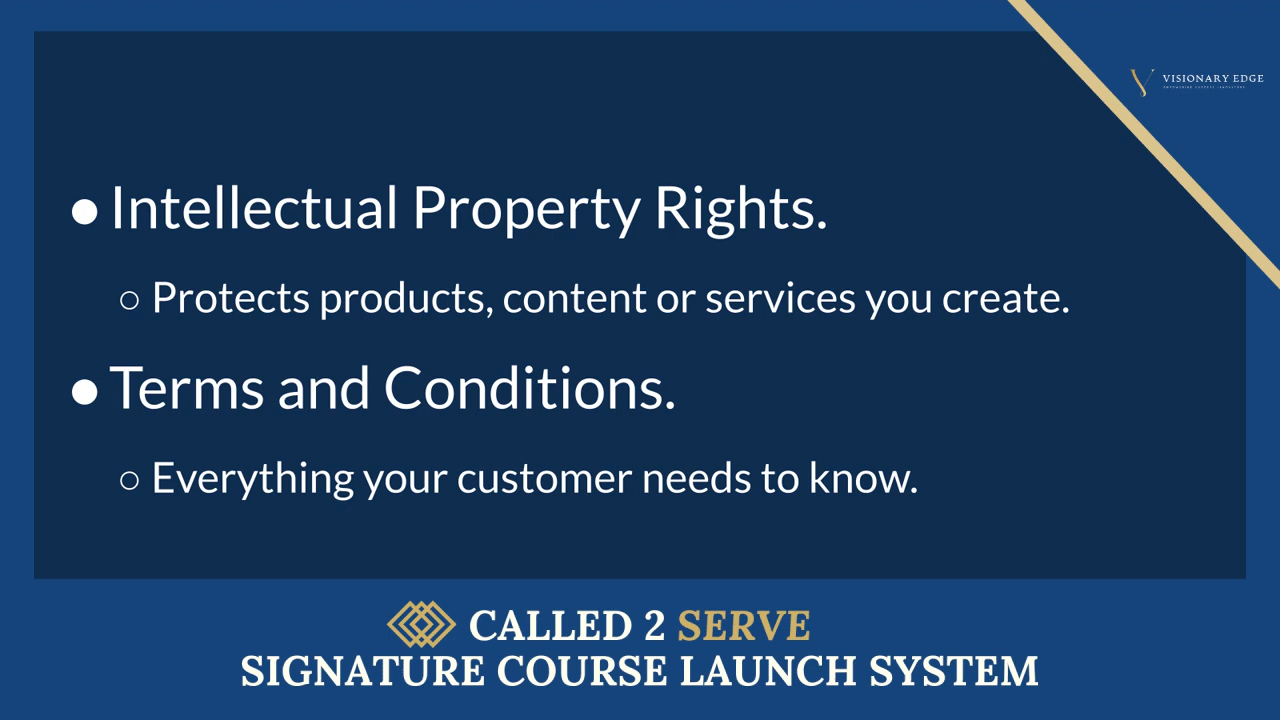 VISIONARY EDGE
● Intellectual Property Rights.
○ Protects products, content or services you create.
● Terms and Conditions.
○ Everything your customer needs to know.
CALLED 2 SERVE
SIGNATURE COURSE LAUNCH SYSTEM